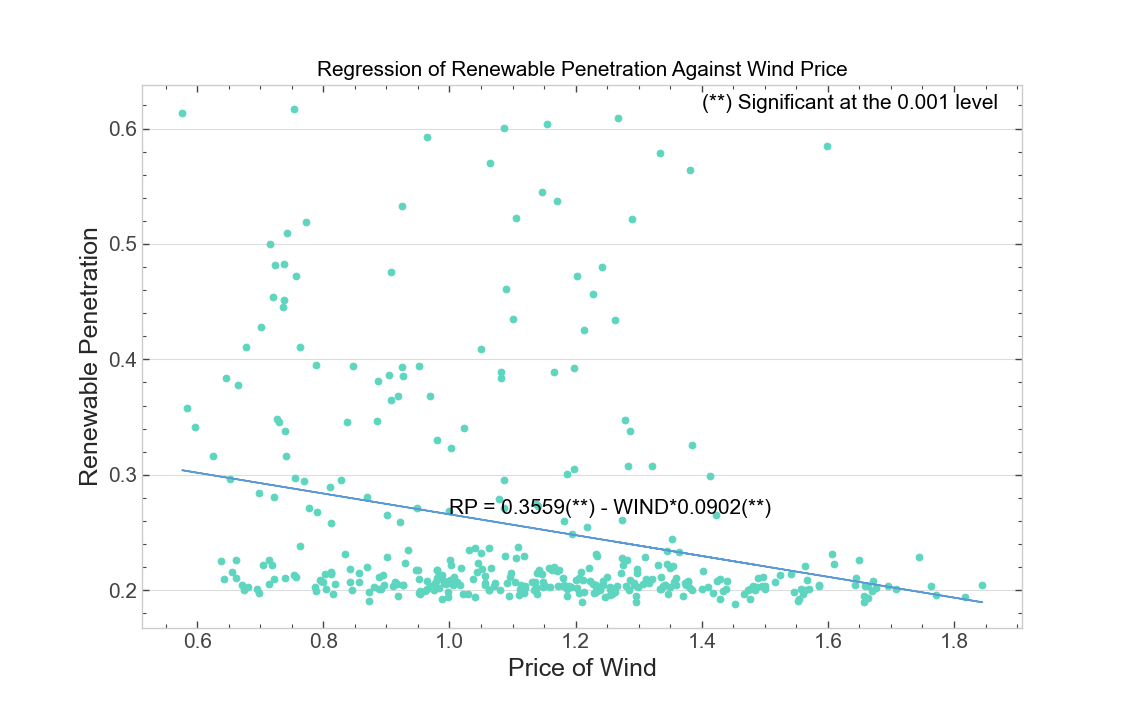 Regression of Renewable Penetration Against Wind Price
(**) Significant at the 0.001 level
Renewable Penetration
0.6
0.5
0.4
0.3
0.2
RP = 0.3559(**) - WIND*0.0902(**)
0.6 0.8 1.0 1.2 1.4 1.6 1.8
Price of Wind